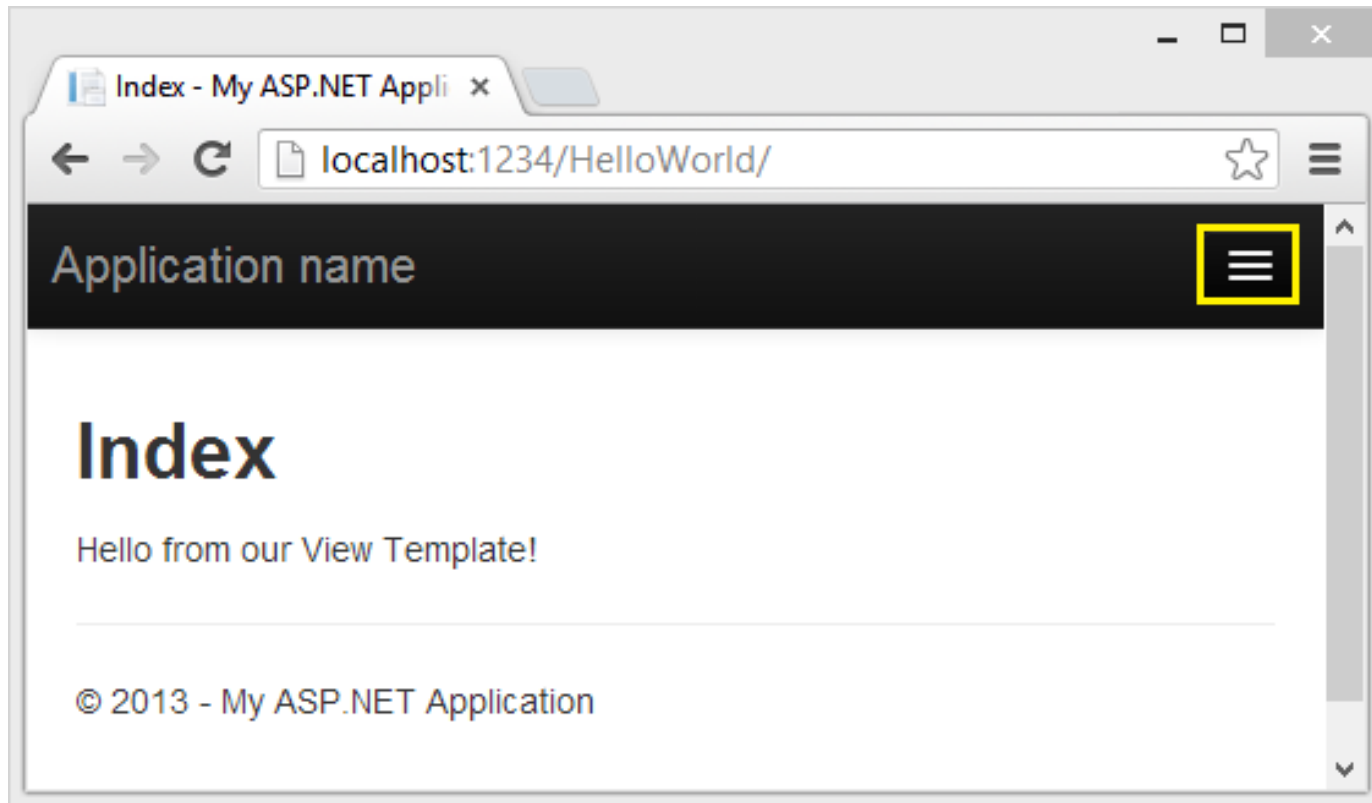 Index - My ASP.NET Appli
localhost:1234/HelloWorld/
Application name
Index
Hello from our View Template!
© 2013 - My ASP.NET Application